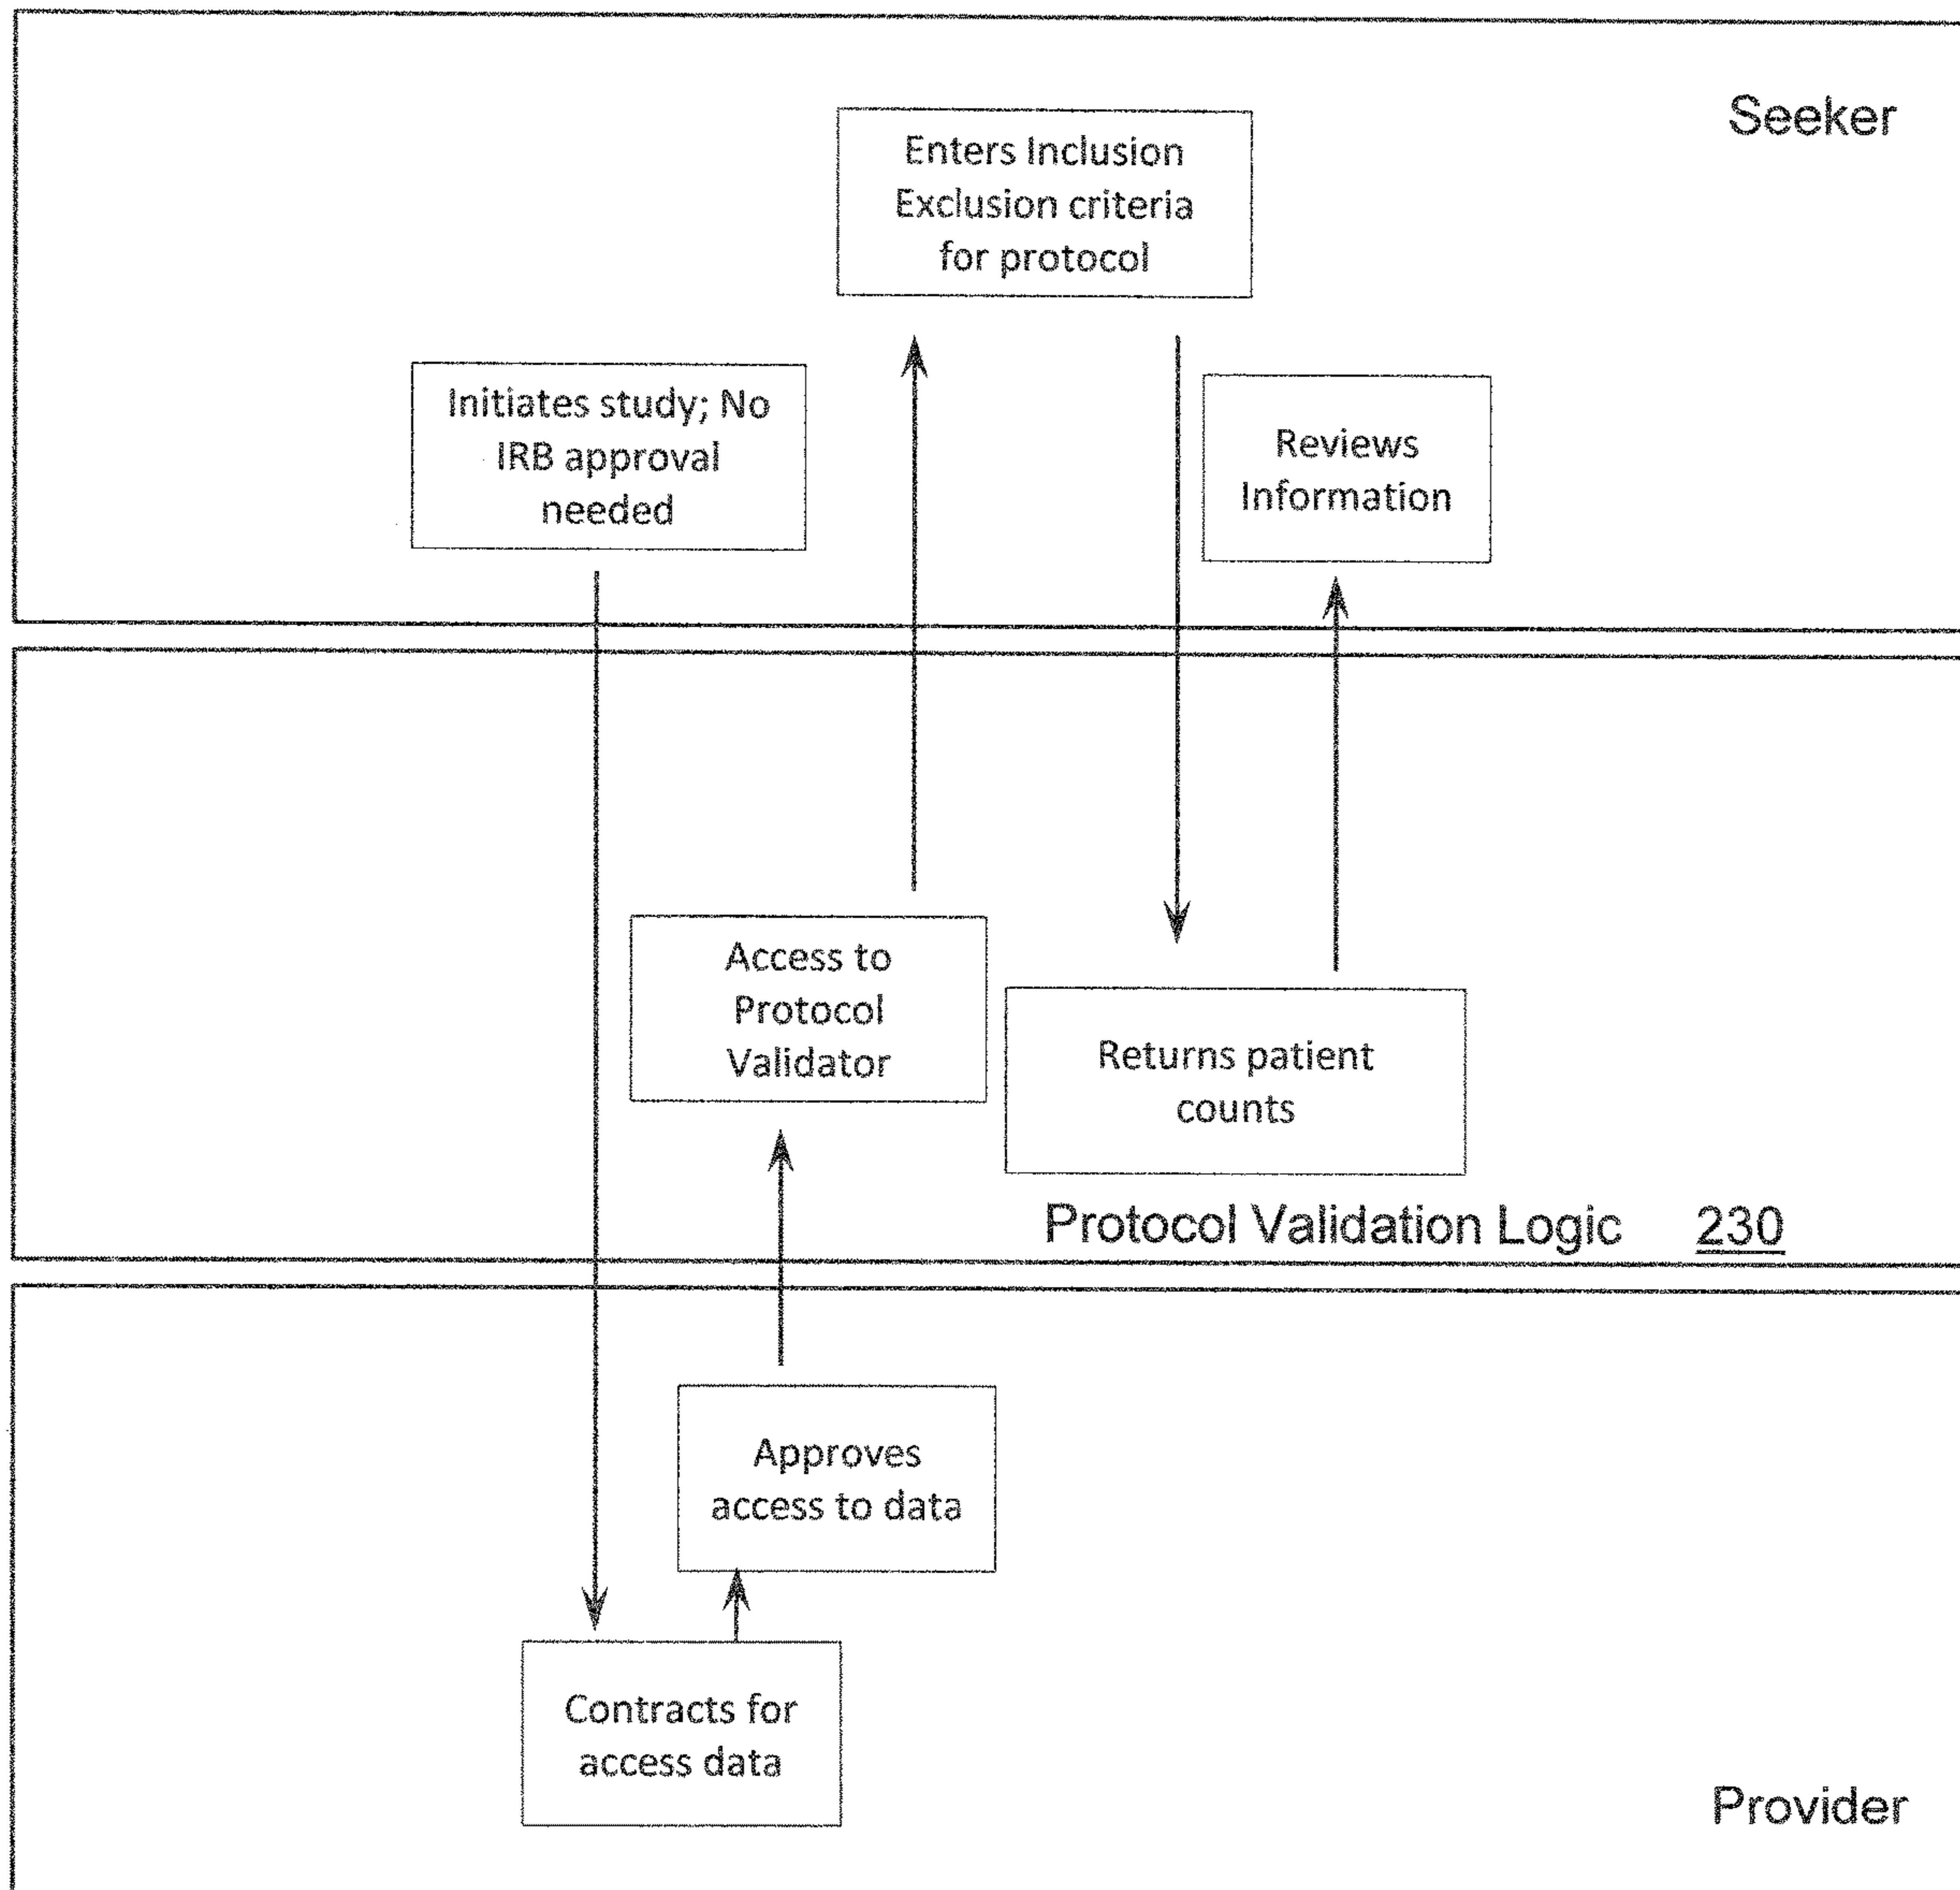 Seeker
Enters Inclusion
Exclusion criteria
for protocol
Initiates study; No
IRB approval
needed
Reviews
Information
Access to
Protocol
Validator
Returns patient
counts
Protocol Validation Logic 230
Approves
access to data
Contracts for
access data
Provider